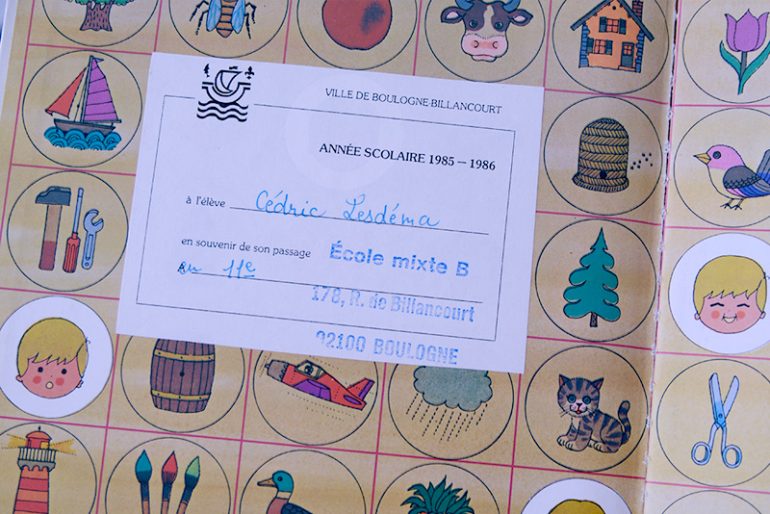 VILLE DE BOULOGNE-BILLANCOURT
ANNÉE SCOLAIRE 1985 – 1986
à l'élève Cédric Lesdéma
en souvenir de son passage École mixte B
en 11e
178, R. de Billancourt
92100 BOULOGNE